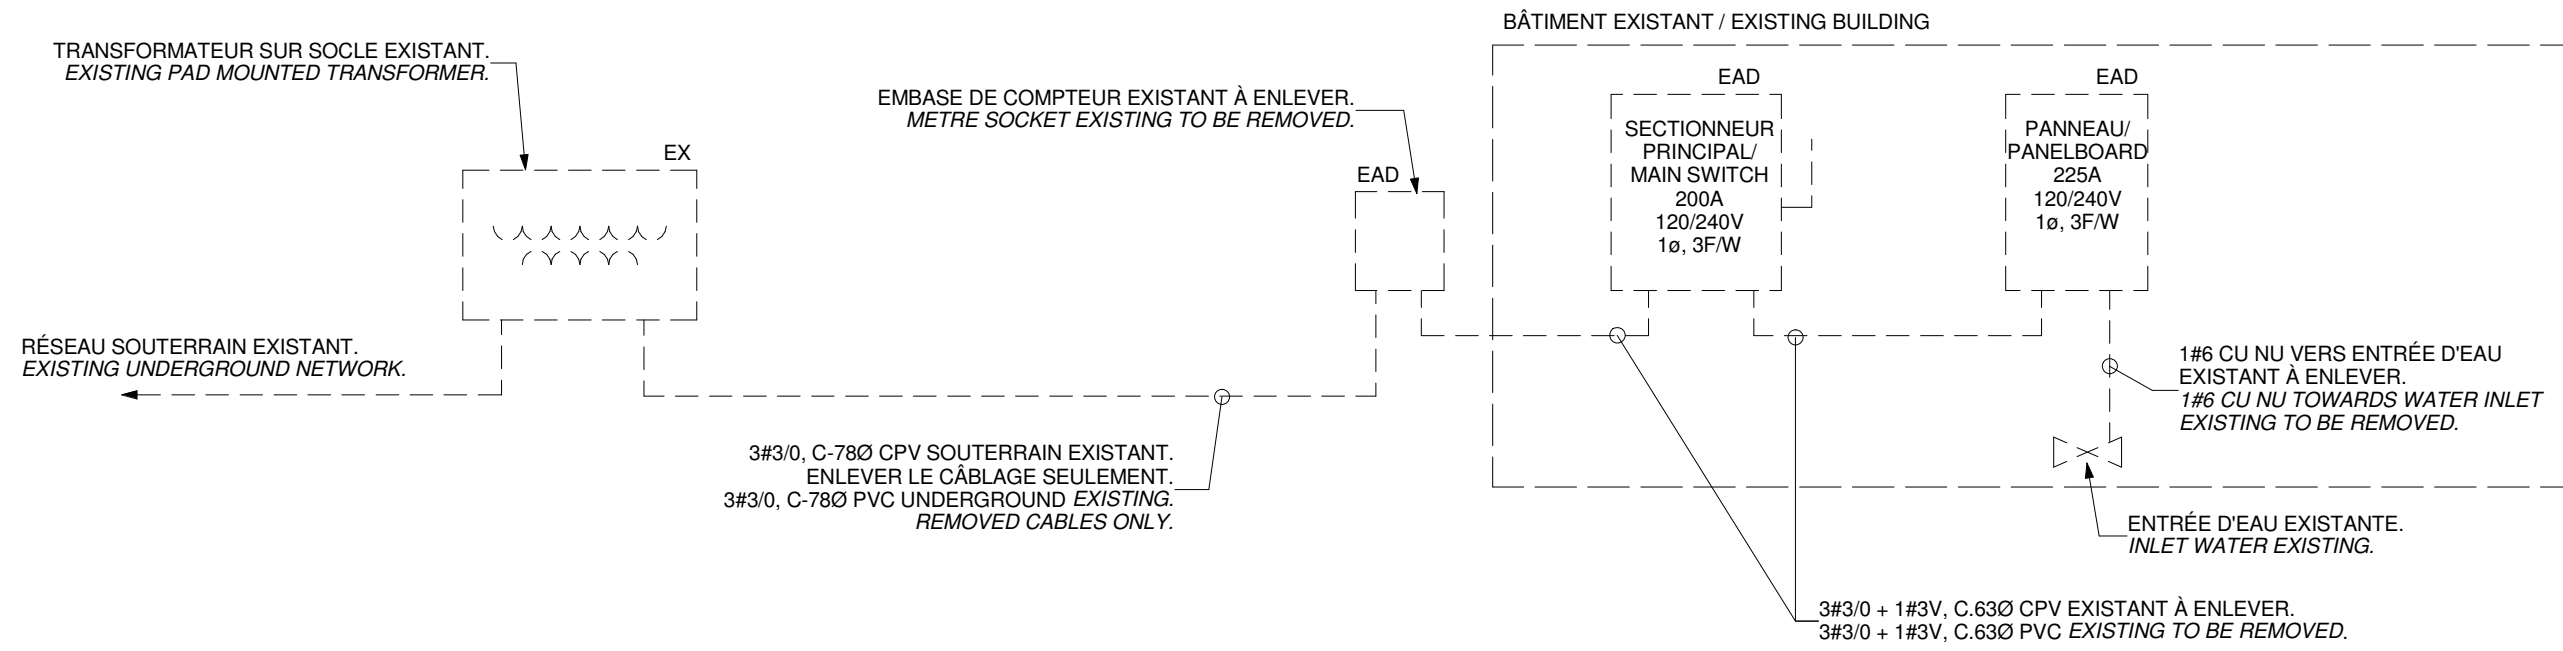 BÂTIMENT EXISTANT / EXISTING BUILDING
TRANSFORMATEUR SUR SOCLE EXISTANT.
EXISTING PAD MOUNTED TRANSFORMER.
EX
EMBASE DE COMPTEUR EXISTANT À ENLEVER.
METRE SOCKET EXISTING TO BE REMOVED.
EAD
EAD
SECTIONNEUR
PRINCIPAL/
MAIN SWITCH
200A
120/240V
1ø, 3F/W
EAD
PANNEAU/
PANELBOARD
225A
120/240V
1ø, 3F/W
RÉSEAU SOUTERRAIN EXISTANT.
EXISTING UNDERGROUND NETWORK.
1#6 CU NU VERS ENTRÉE D'EAU
EXISTANT À ENLEVER.
1#6 CU NU TOWARDS WATER INLET
EXISTING TO BE REMOVED.
3#3/0, C-78Ø CPV SOUTERRAIN EXISTANT.
ENLEVER LE CÂBLAGE SEULEMENT.
3#3/0, C-78Ø PVC UNDERGROUND EXISTING.
REMOVED CABLES ONLY.
ENTRÉE D'EAU EXISTANTE.
INLET WATER EXISTING.
3#3/0 + 1#3V, C.63Ø CPV EXISTANT À ENLEVER.
3#3/0 + 1#3V, C.63Ø PVC EXISTING TO BE REMOVED.